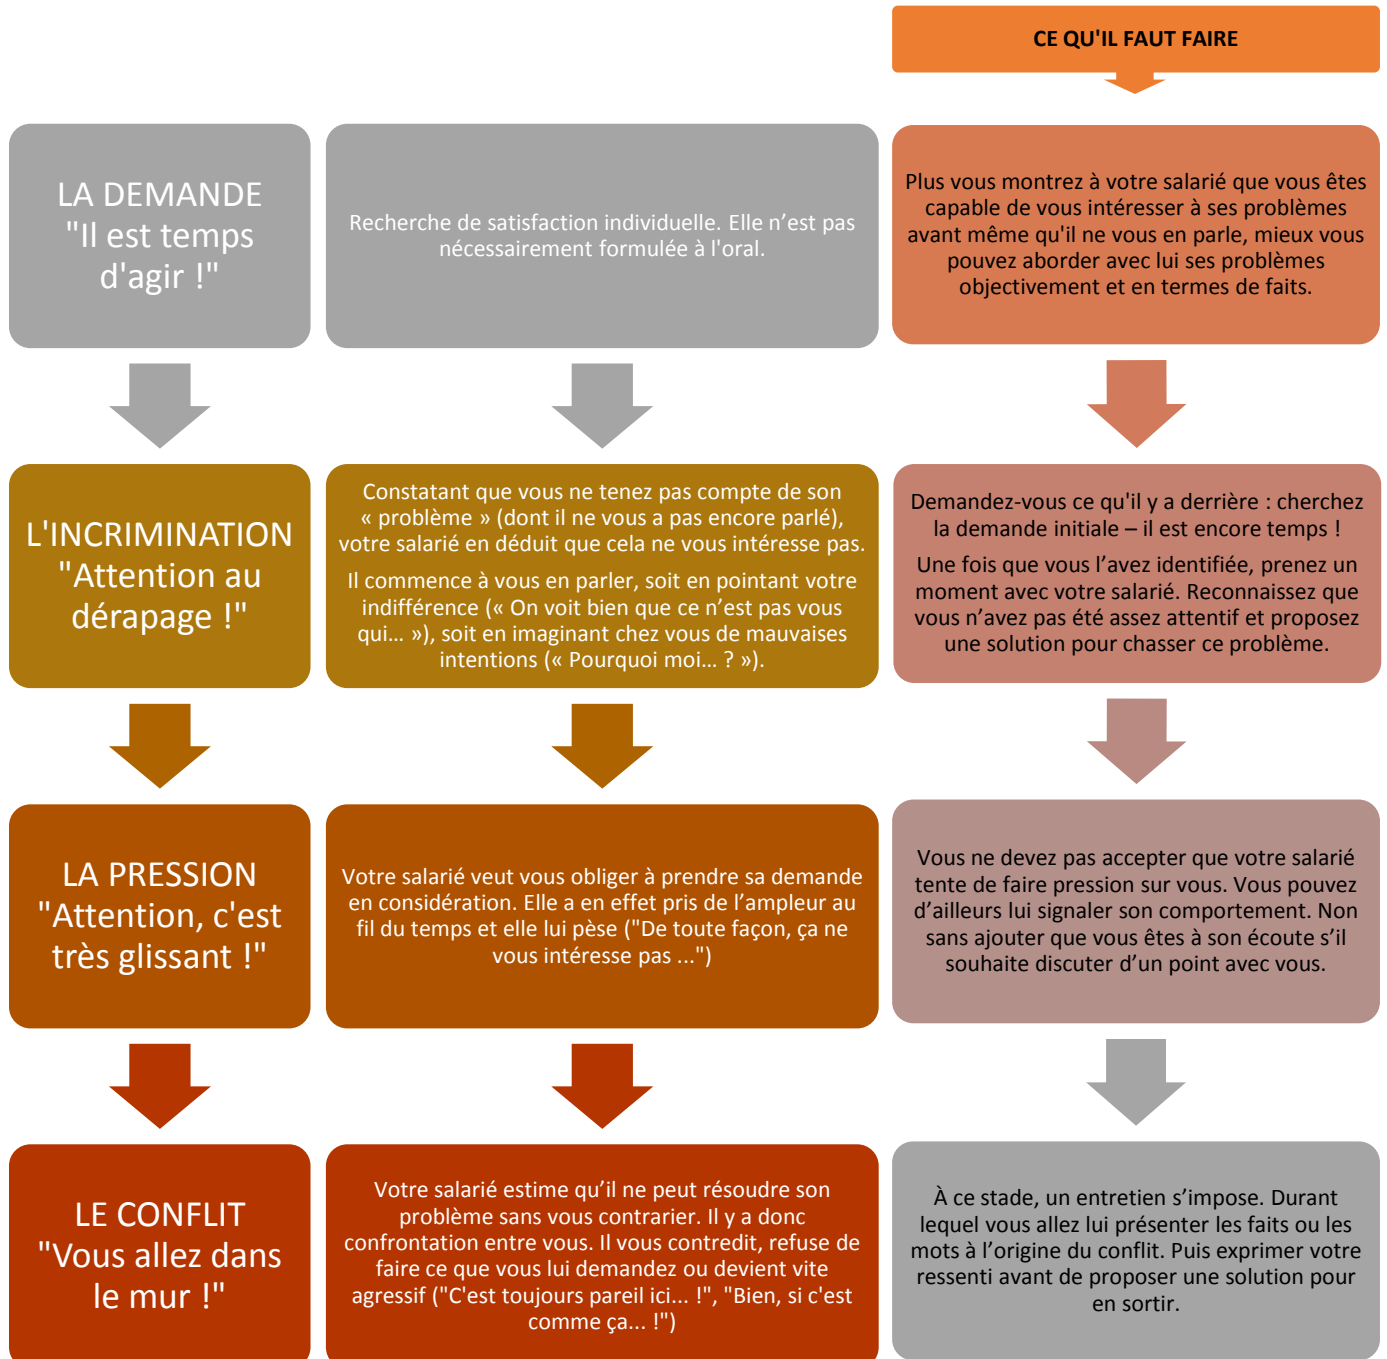 CE QU'IL FAUT FAIRE
LA DEMANDE
"Il est temps
d'agir !"
Recherche de satisfaction individuelle. Elle n’est pas
nécessairement formulée à l'oral.
Plus vous montrez à votre salarié que vous êtes
capable de vous intéresser à ses problèmes
avant même qu'il ne vous en parle, mieux vous
pouvez aborder avec lui ses problèmes
objectivement et en termes de faits.
L'INCRIMINATION
"Attention au
dérapage !"
Constatant que vous ne tenez pas compte de son
« problème » (dont il ne vous a pas encore parlé),
votre salarié en déduit que cela ne vous intéresse pas.
Il commence à vous en parler, soit en pointant votre
indifférence (« On voit bien que ce n’est pas vous
qui… »), soit en imaginant chez vous de mauvaises
intentions (« Pourquoi moi… ? »).
Demandez-vous ce qu'il y a derrière : cherchez
la demande initiale – il est encore temps !
Une fois que vous l’avez identifiée, prenez un
moment avec votre salarié. Reconnaissez que
vous n’avez pas été assez attentif et proposez
une solution pour chasser ce problème.
LA PRESSION
"Attention, c'est
très glissant !"
Votre salarié veut vous obliger à prendre sa demande
en considération. Elle a en effet pris de l’ampleur au
fil du temps et elle lui pèse ("De toute façon, ça ne
vous intéresse pas ...")
Vous ne devez pas accepter que votre salarié
tente de faire pression sur vous. Vous pouvez
d’ailleurs lui signaler son comportement. Non
sans ajouter que vous êtes à son écoute s’il
souhaite discuter d’un point avec vous.
LE CONFLIT
"Vous allez dans
le mur !"
Votre salarié estime qu’il ne peut résoudre son
problème sans vous contrarier. Il y a donc
confrontation entre vous. Il vous contredit, refuse de
faire ce que vous lui demandez ou devient vite
agressif ("C'est toujours pareil ici... !", "Bien, si c'est
comme ça... !")
À ce stade, un entretien s’impose. Durant
lequel vous allez lui présenter les faits ou les
mots à l’origine du conflit. Puis exprimer votre
ressenti avant de proposer une solution pour
en sortir.